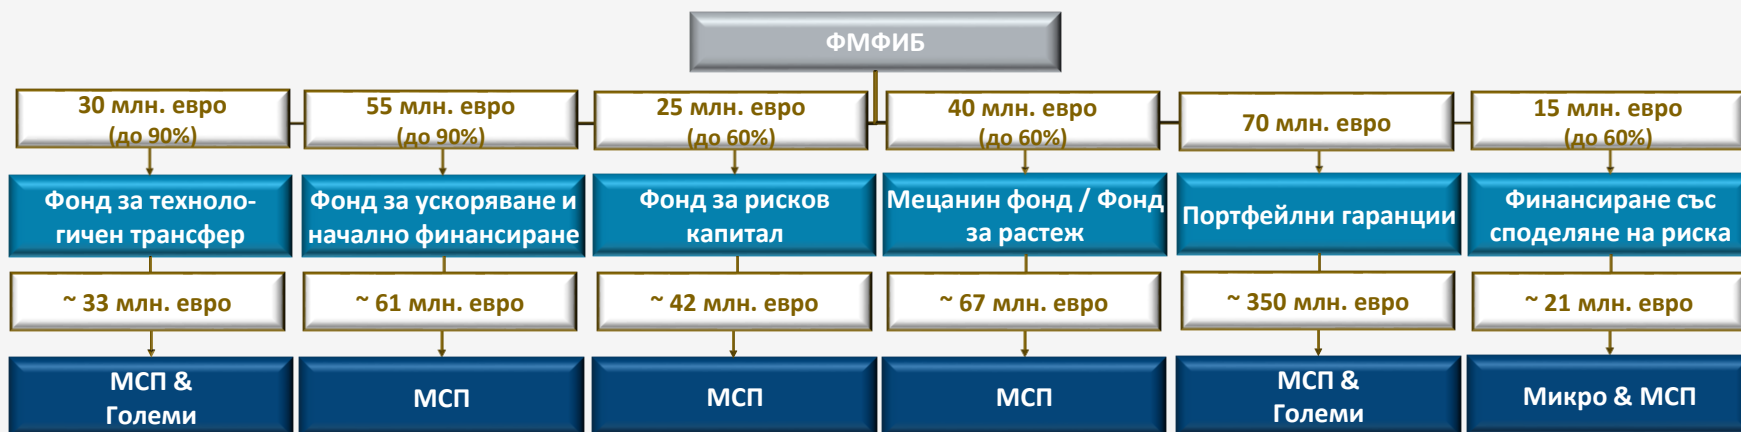 ФМФИБ
30 млн. евро
(до 90%)
55 млн. евро
(до 90%)
25 млн. евро
(до 60%)
40 млн. евро
(до 60%)
70 млн. евро
15 млн. евро
(до 60%)
Фонд за техноло-
гичен трансфер
Фонд за ускоряване и
начално финансиране
Фонд за рисков
капитал
Мецанин фонд / Фонд
за растеж
Портфейлни гаранции
Финансиране със
споделяне на риска
~ 33 млн. евро
~ 61 млн. евро
~ 42 млн. евро
~ 67 млн. евро
~ 350 млн. евро
~ 21 млн. евро
МСП &
Големи
МСП
МСП
МСП
МСП &
Големи
Микро & МСП